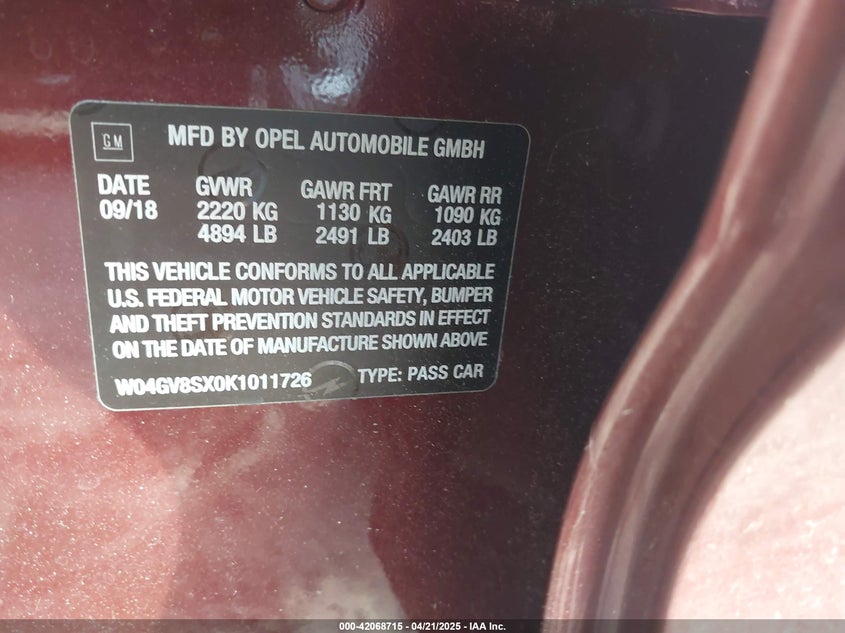 GM
MFD BY OPEL AUTOMOBILE GMBH
DATE GVWR GAWR FRT GAWR RR
09/18 2220 KG 1130 KG 1090 KG
4894 LB 2491 LB 2403 LB
THIS VEHICLE CONFORMS TO ALL APPLICABLE
U.S. FEDERAL MOTOR VEHICLE SAFETY, BUMPER
AND THEFT PREVENTION STANDARDS IN EFFECT
ON THE DATE OF MANUFACTURE SHOWN ABOVE
W04GV8SX0K1011726 TYPE: PASS CAR
000-42068715 - 04/21/2025 - IAA Inc.